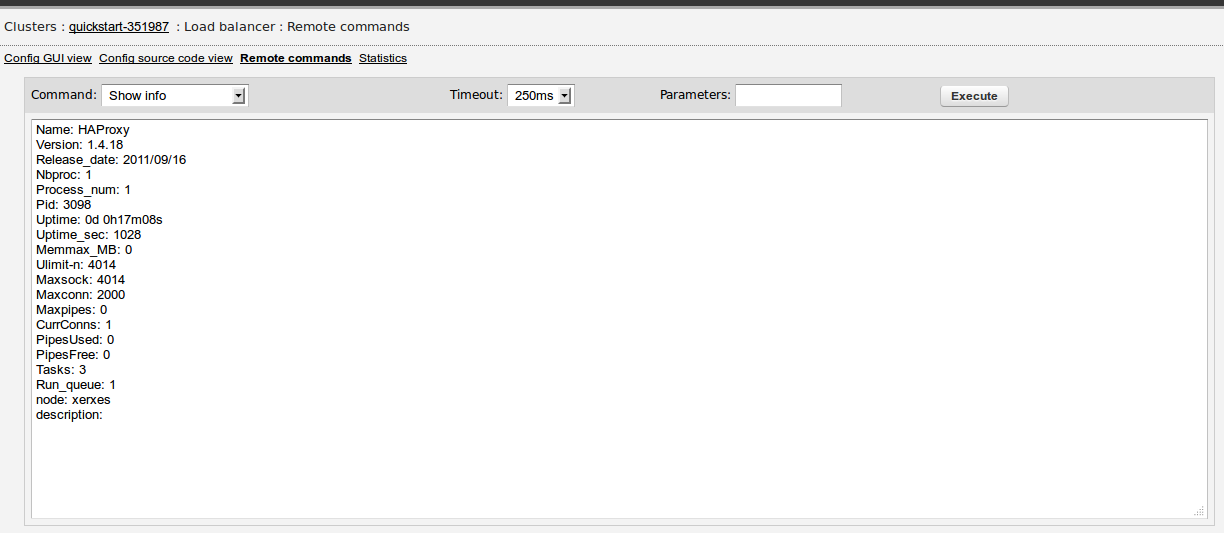 Clusters : quickstart-351987 : Load balancer : Remote commands
Config GUI view Config source code view Remote commands Statistics
Command: Show info Timeout: 250ms Parameters: Execute
Name: HAProxy
Version: 1.4.18
Release_date: 2011/09/16
Nbproc: 1
Process_num: 1
Pid: 3098
Uptime: 0d 0h17m08s
Uptime_sec: 1028
Memmax_MB: 0
Ulimit-n: 4014
Maxsock: 4014
Maxconn: 2000
Maxpipes: 0
CurrConns: 1
PipesUsed: 0
PipesFree: 0
Tasks: 3
Run_queue: 1
node: xerxes
description: